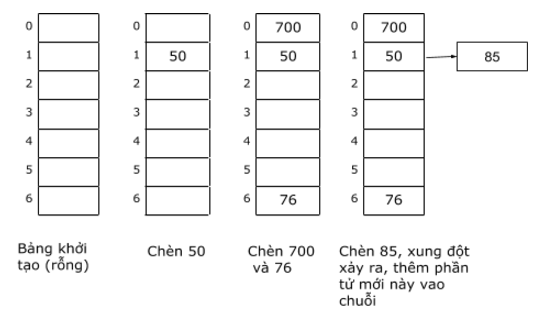 0
1
2
3
4
5
6
Bảng khởi
tạo (rỗng)
0
1 50
2
3
4
5
6
Chèn 50
0 700
1 50
2
3
4
5
6 76
Chèn 700
và 76
0 700
1 50 85
2
3
4
5
6 76
Chèn 85, xung đột
xảy ra, thêm phần
tử mới này vao
chuỗi